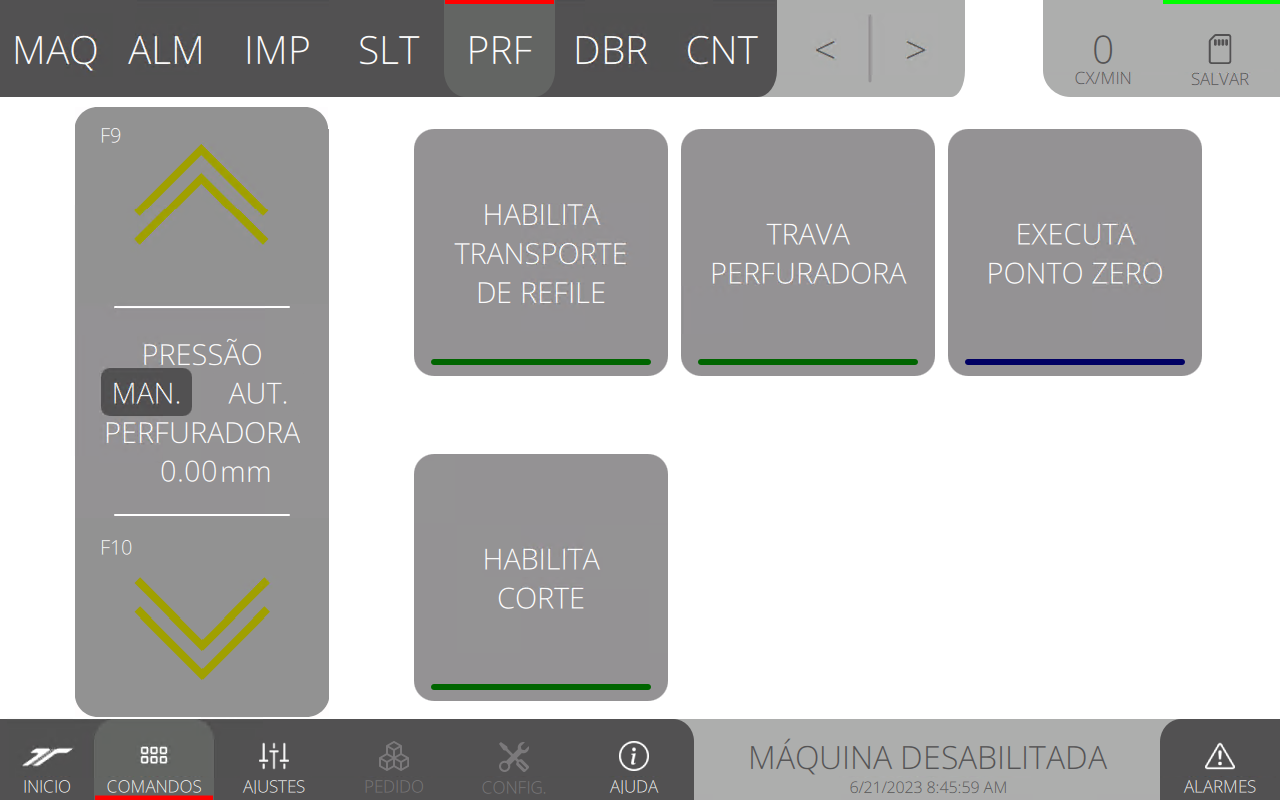 MAQ ALM IMP SLT PRF DBR CNT < >
0
CX/MIN
SALVAR
F9
PRESSÃO
MAN. AUT.
PERFURADORA
0.00mm
F10
HABILITA
TRANSPORTE
DE REFILE
TRAVA
PERFURADORA
EXECUTA
PONTO ZERO
HABILITA
CORTE
INICIO
COMANDOS
AJUSTES
PEDIDO
CONFIG.
AJUDA
MÁQUINA DESABILITADA
6/21/2023 8:45:59 AM
ALARMES